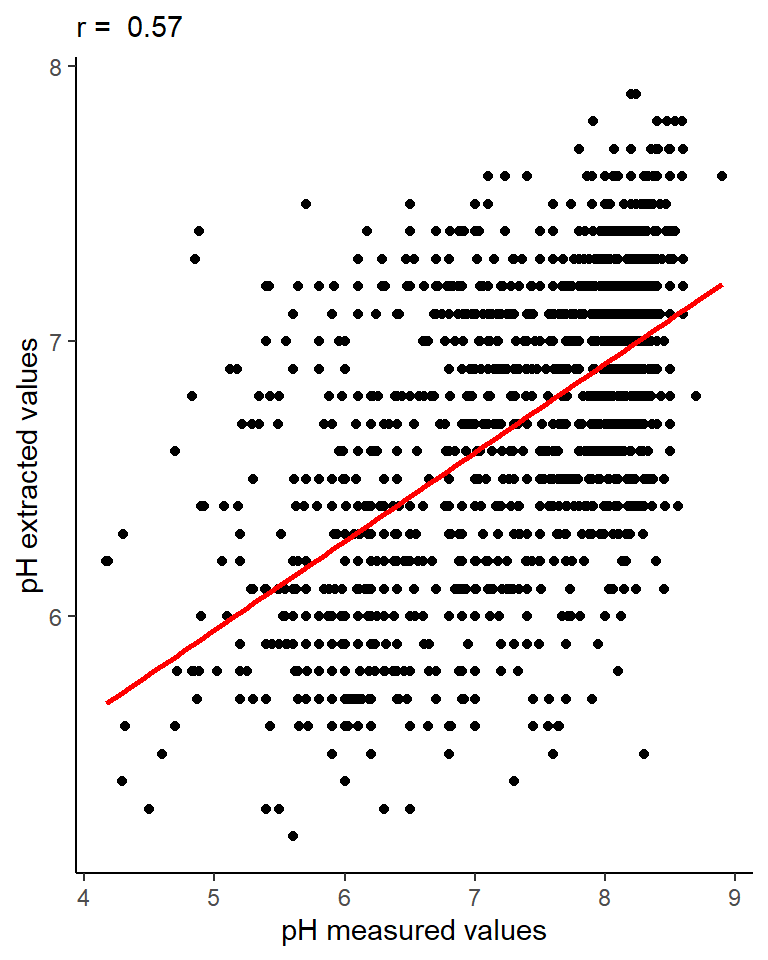 r =  0.57
8
7
6
pH extracted values
4 5 6 7 8 9
pH measured values